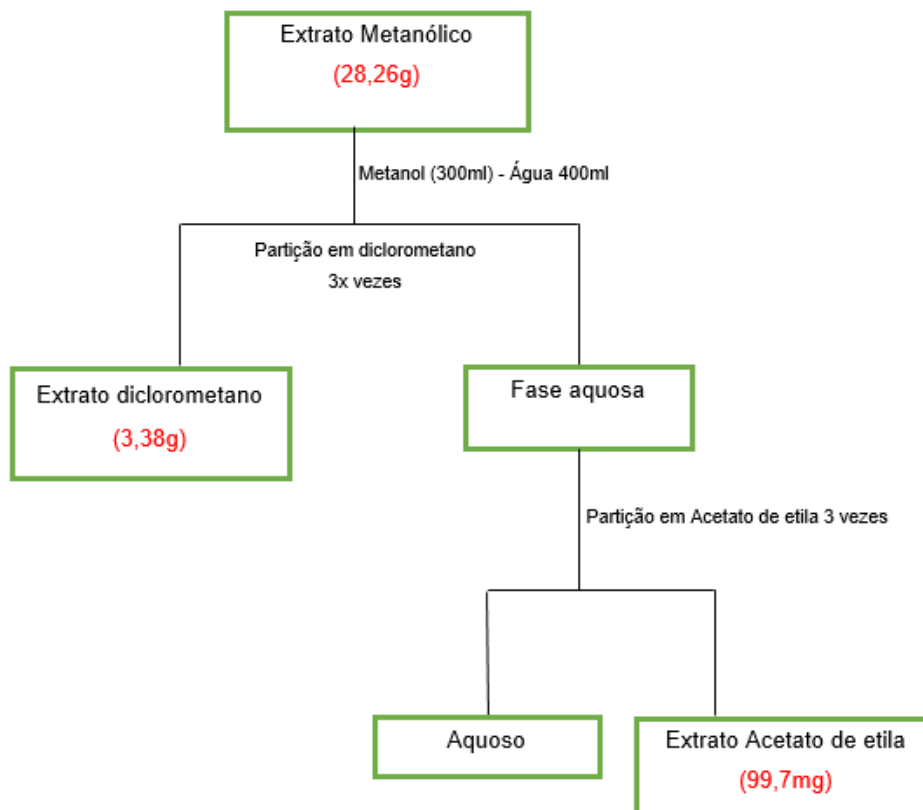 Extrato Metanólico
(28,26g)
Metanol (300ml) - Água 400ml
Partição em diclorometano
3x vezes
Extrato diclorometano
(3,38g)
Fase aquosa
Partição em Acetato de etila 3 vezes
Aquoso
Extrato Acetato de etila
(99,7mg)